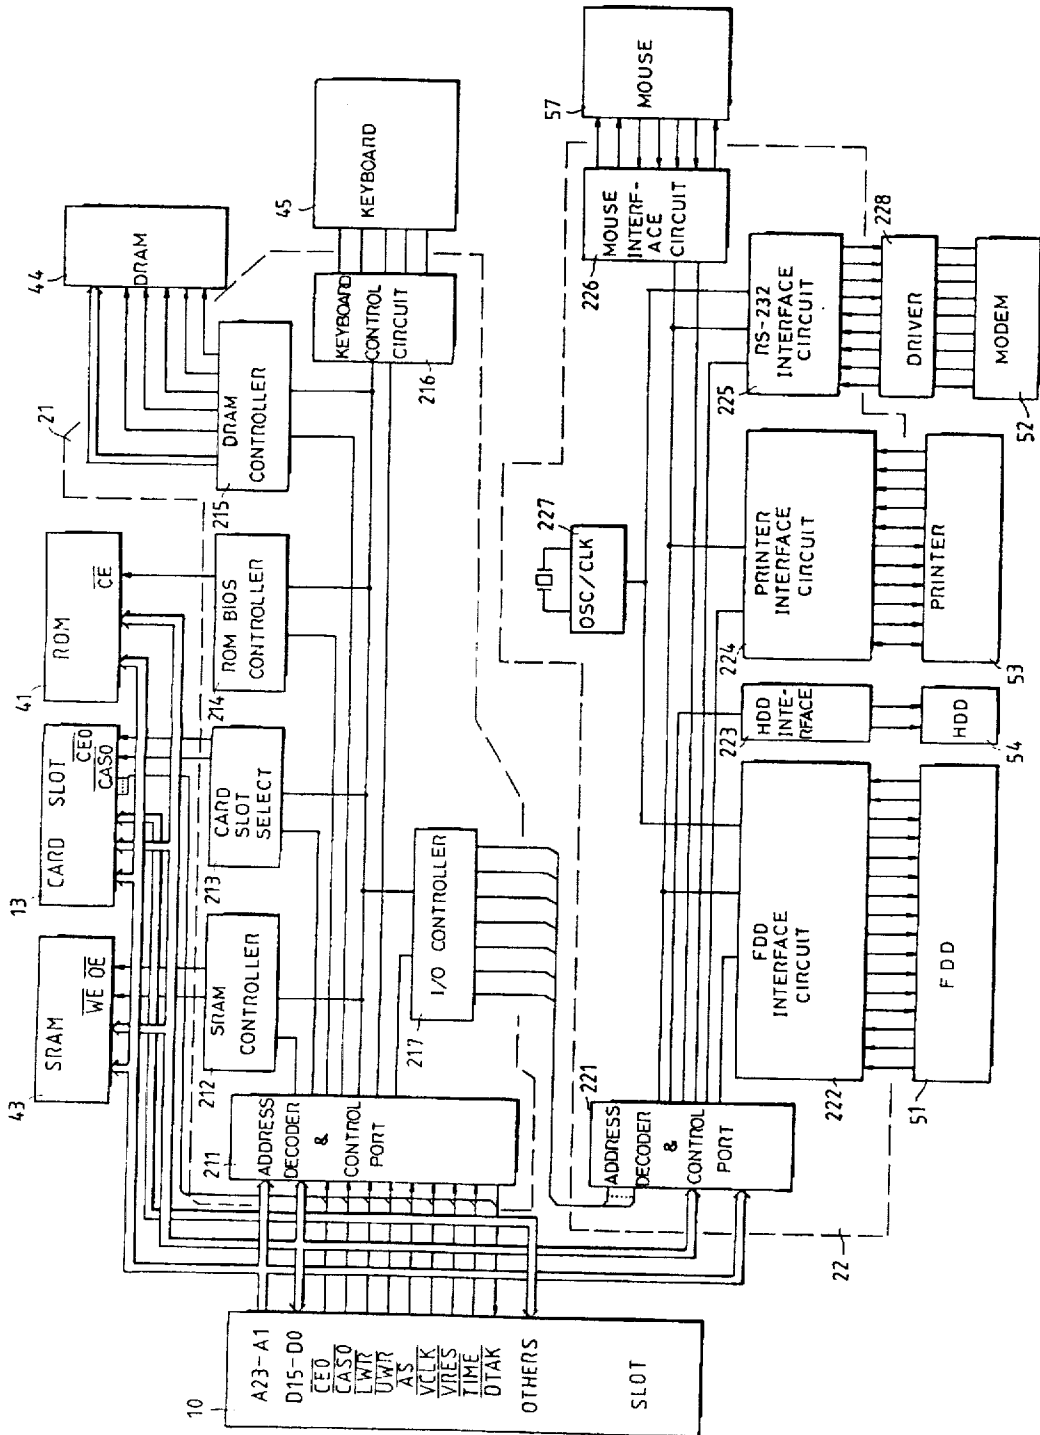 10
A23-A1
D15-D0
CE0
CAS0
LWR
UWR
AS
VCLK
VRES
TIME
DTAK
OTHERS
SLOT
43
SRAM
WE OE
13
CARD SLOT
CE0
CAS0
41
ROM
CE
21
44
DRAM
211
ADDRESS
DECODER
&
CONTROL
PORT
212
SRAM
CONTROLLER
213
CARD
SLOT
SELECT
214
ROM BIOS
CONTROLLER
215
DRAM
CONTROLLER
45
KEYBOARD
KEYBOARD
CONTROL
CIRCUIT
216
217
I/O CONTROLLER
22
221
ADDRESS
DECODER
&
CONTROL
PORT
227
OSC/CLK
57
MOUSE
226
MOUSE
INTERF-
ACE
CIRCUIT
222
FDD
INTERFACE
CIRCUIT
223
HDD
INTE-
RFACE
224
PRINTER
INTERFACE
CIRCUIT
225
RS-232
INTERFACE
CIRCUIT
228
DRIVER
51
FDD
54
HDD
53
PRINTER
52
MODEM